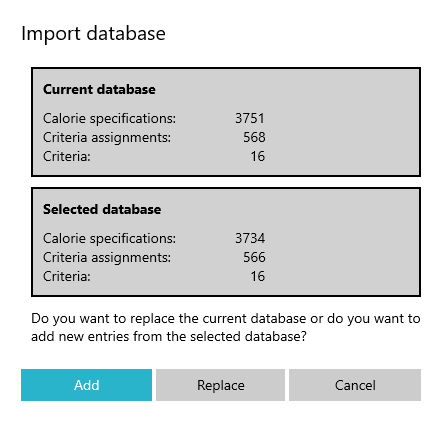 Import database
Current database
Calorie specifications: 3751
Criteria assignments: 568
Criteria: 16
Selected database
Calorie specifications: 3734
Criteria assignments: 566
Criteria: 16
Do you want to replace the current database or do you want to
add new entries from the selected database?
Add Replace Cancel